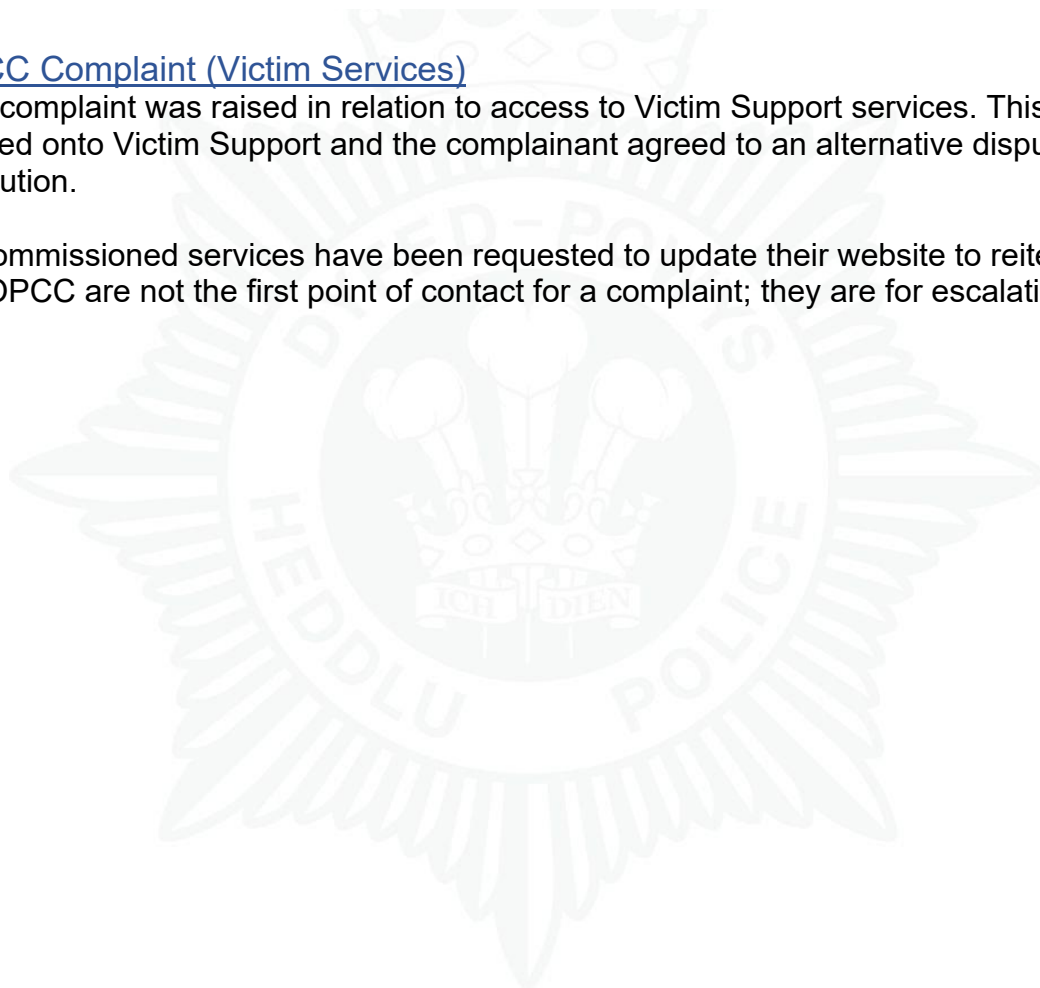 CC Complaint (Victim Services)
complaint was raised in relation to access to Victim Support services. This
ed onto Victim Support and the complainant agreed to an alternative dispu
ution.
ommissioned services have been requested to update their website to reite
OPCC are not the first point of contact for a complaint; they are for escalati
DYFED-POWYS
ICH DIEN
HEDDLU POLICE